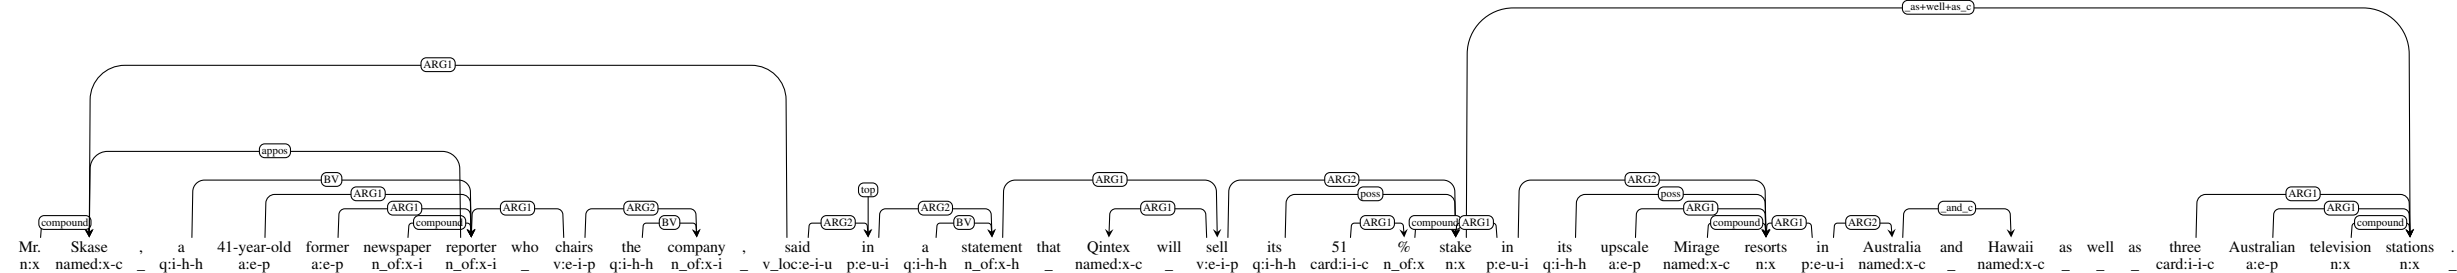 _as+well+as_c
ARG1
appos
BV ARG1 ARG2 ARG2
ARG1 top poss poss ARG1
ARG1 ARG1 ARG2 ARG2 ARG1 ARG1 _and_c ARG1
compound compound BV ARG2 BV ARG1 compound ARG1 compound ARG1 ARG2 compound
Mr. Skase , a 41-year-old former newspaper reporter who chairs the company , said in a statement that Qintex will sell its 51 % stake in its upscale Mirage resorts in Australia and Hawaii as well as three Australian television stations .
n:x named:x-c _ q:i-h-h a:e-p a:e-p n_of:x-i n_of:x-i _ v:e-i-p q:i-h-h n_of:x-i _ v_loc:e-i-u p:e-u-i q:i-h-h n_of:x-h _ named:x-c _ v:e-i-p q:i-h-h card:i-i-c n_of:x n:x p:e-u-i q:i-h-h a:e-p named:x-c n:x p:e-u-i named:x-c _ named:x-c _ _ _ card:i-i-c a:e-p n:x n:x _